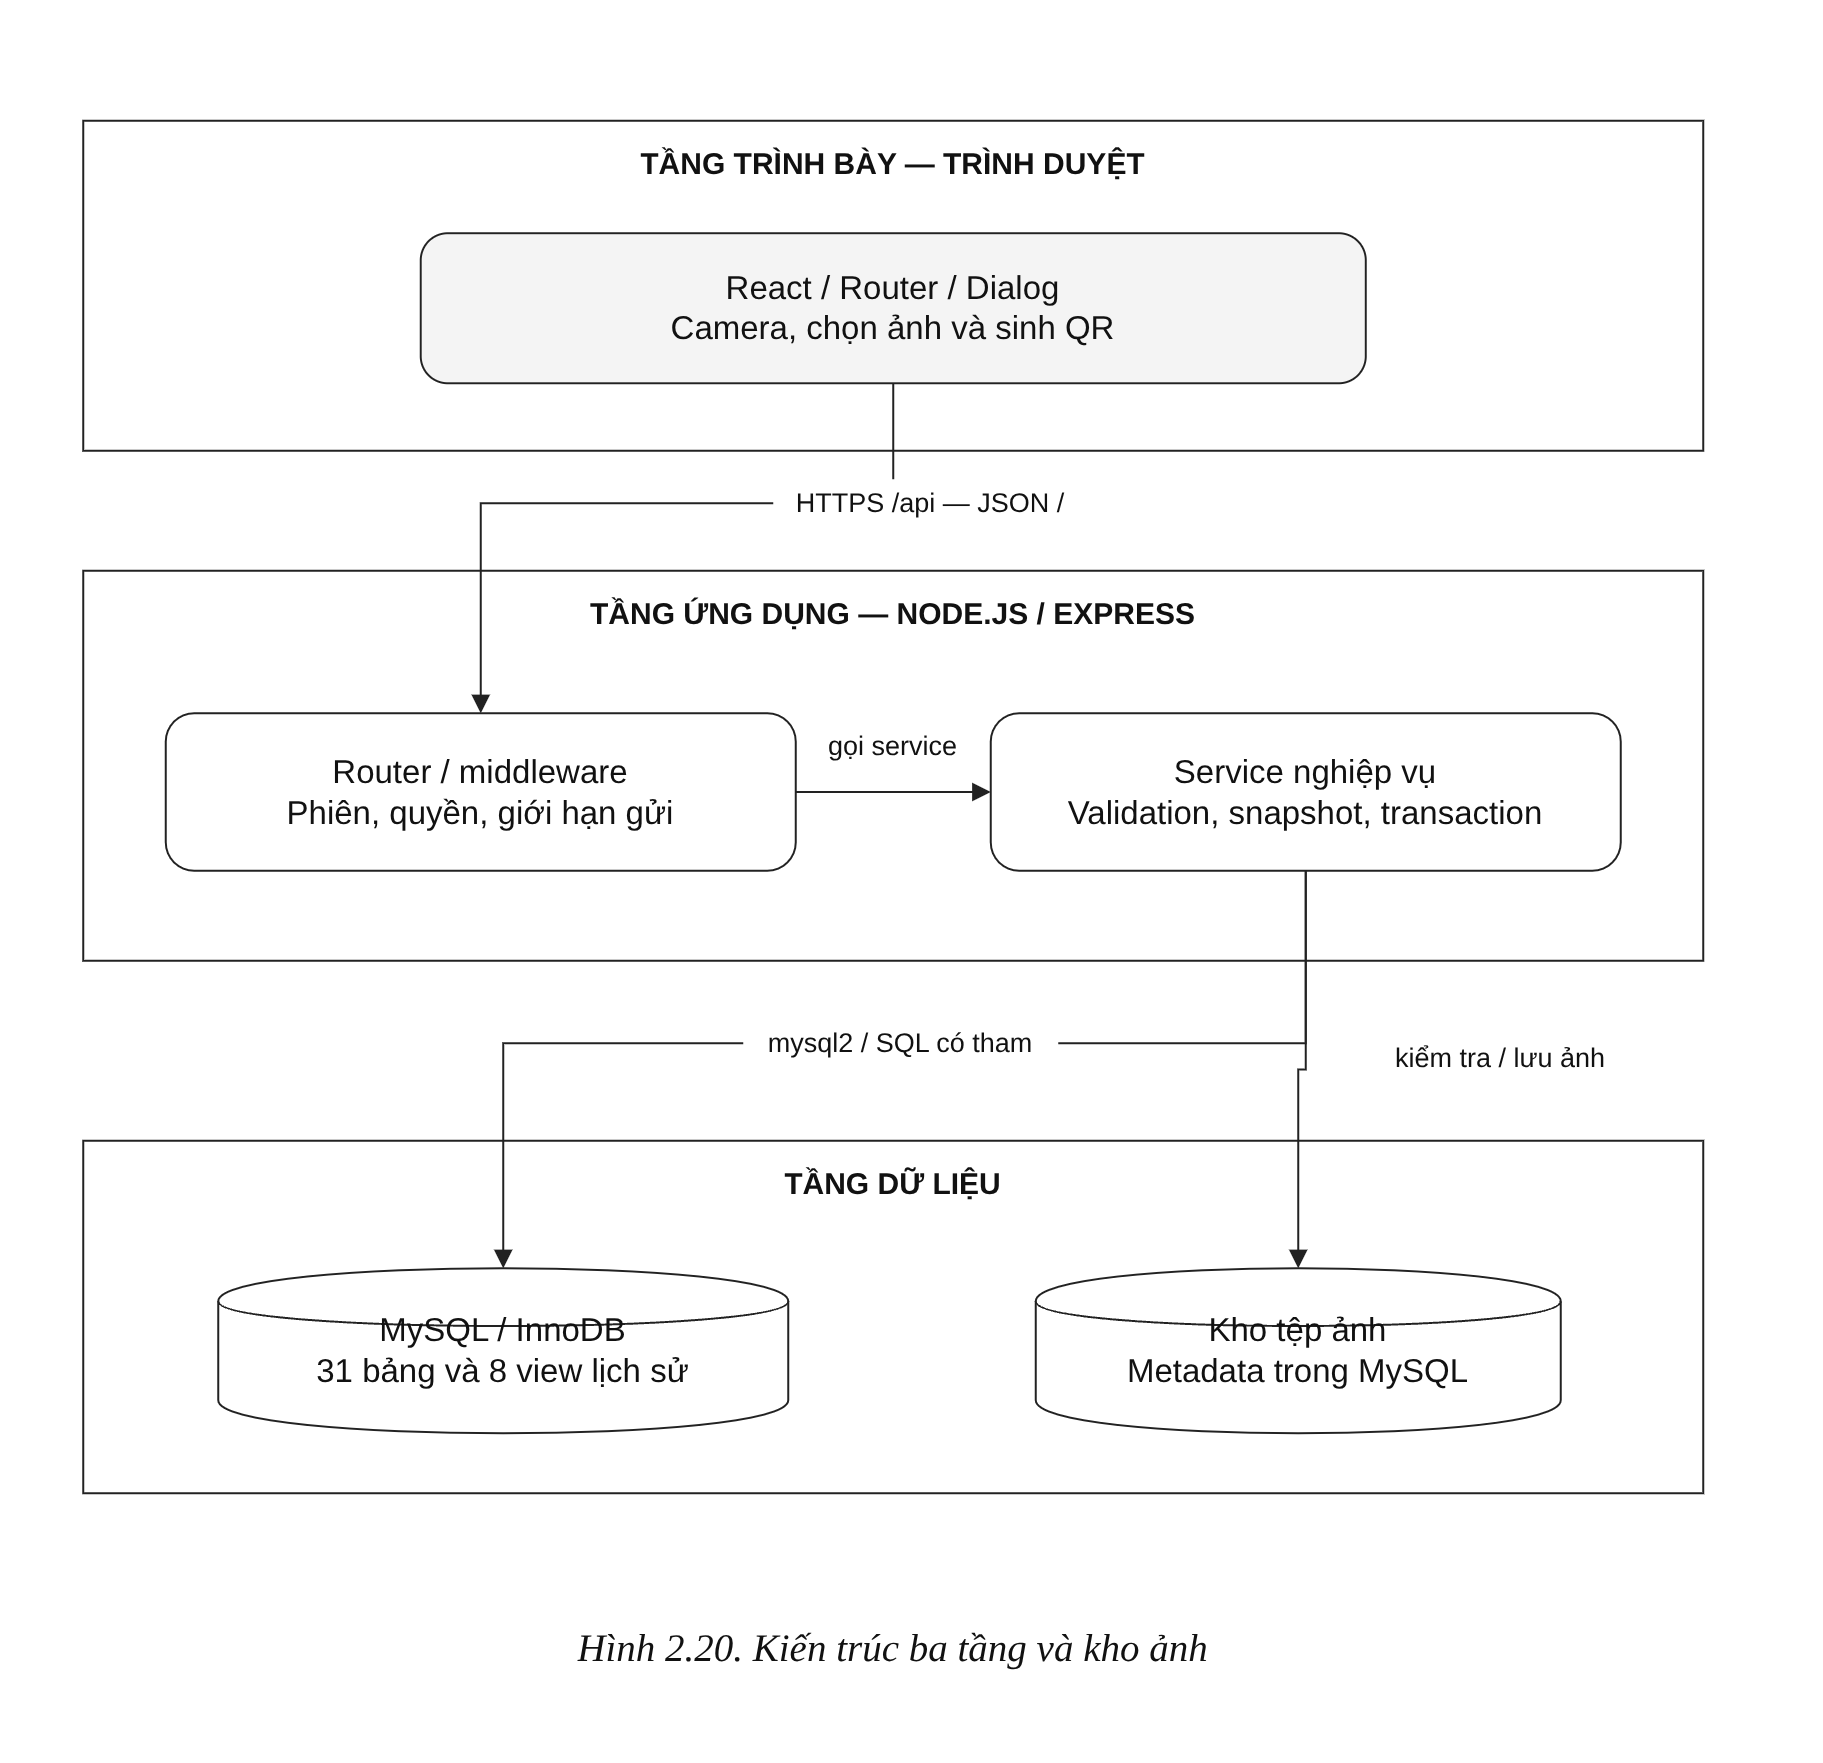 TẦNG TRÌNH BÀY — TRÌNH DUYỆT
React / Router / Dialog
Camera, chọn ảnh và sinh QR
HTTPS /api — JSON /
TẦNG ỨNG DỤNG — NODE.JS / EXPRESS
Router / middleware
Phiên, quyền, giới hạn gửi
gọi service
Service nghiệp vụ
Validation, snapshot, transaction
mysql2 / SQL có tham
kiểm tra / lưu ảnh
TẦNG DỮ LIỆU
MySQL / InnoDB
31 bảng và 8 view lịch sử
Kho tệp ảnh
Metadata trong MySQL
Hình 2.20. Kiến trúc ba tầng và kho ảnh